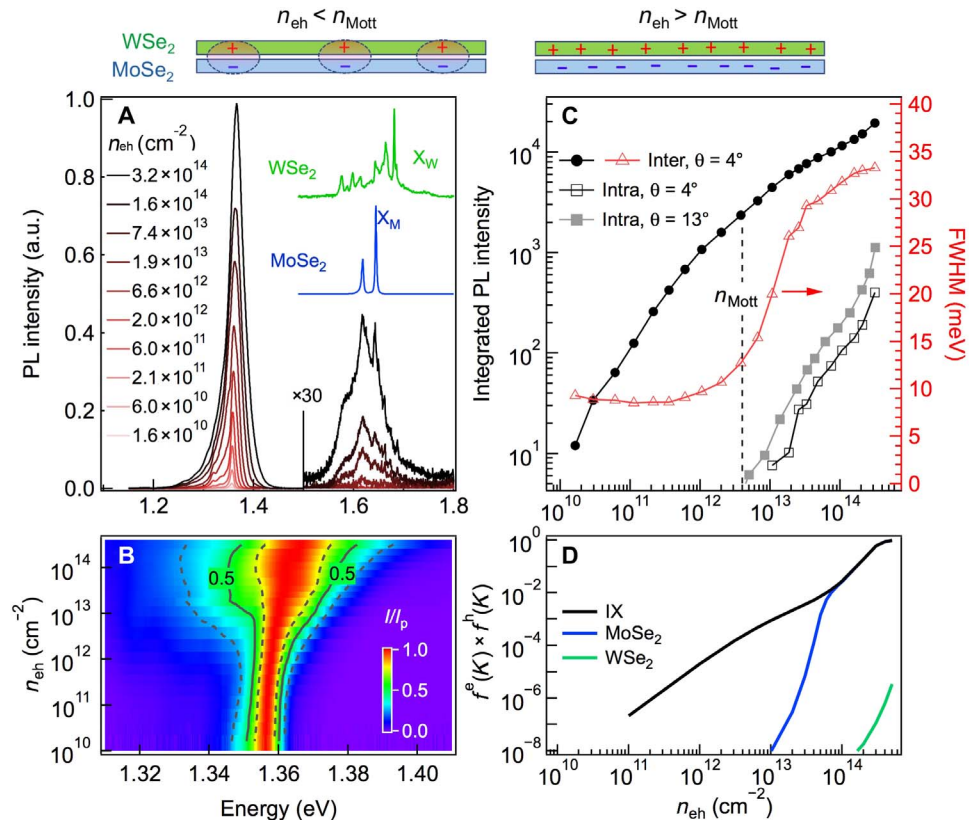 n_eh < n_Mott
n_eh > n_Mott
WSe₂
+ + +
+ + + + + + + + +
MoSe₂
− − −
− − − − − − − − −
A
n_eh (cm⁻²)
3.2×10¹⁴
1.6×10¹⁴
7.4×10¹³
1.9×10¹³
6.6×10¹²
2.0×10¹²
6.0×10¹¹
2.1×10¹¹
6.0×10¹⁰
1.6×10¹⁰
WSe₂
X_W
MoSe₂
X_M
×30
PL intensity (a.u.)
1.0
0.8
0.6
0.4
0.2
0.0
1.2 1.4 1.6 1.8
C
Inter, θ = 4°
Intra, θ = 4°
Intra, θ = 13°
n_Mott
Integrated PL intensity
10⁴
10³
10²
10¹
FWHM (meV)
40
35
30
25
20
15
10
5
0
10¹⁰ 10¹¹ 10¹² 10¹³ 10¹⁴
B
0.5
0.5
I/I_p
1.0
0.5
0.0
n_eh (cm⁻²)
10¹⁴
10¹³
10¹²
10¹¹
10¹⁰
1.32 1.34 1.36 1.38 1.40
Energy (eV)
D
IX
MoSe₂
WSe₂
f^e(K) × f^h(K)
10⁰
10⁻²
10⁻⁴
10⁻⁶
10⁻⁸
10¹⁰ 10¹¹ 10¹² 10¹³ 10¹⁴
n_eh (cm⁻²)